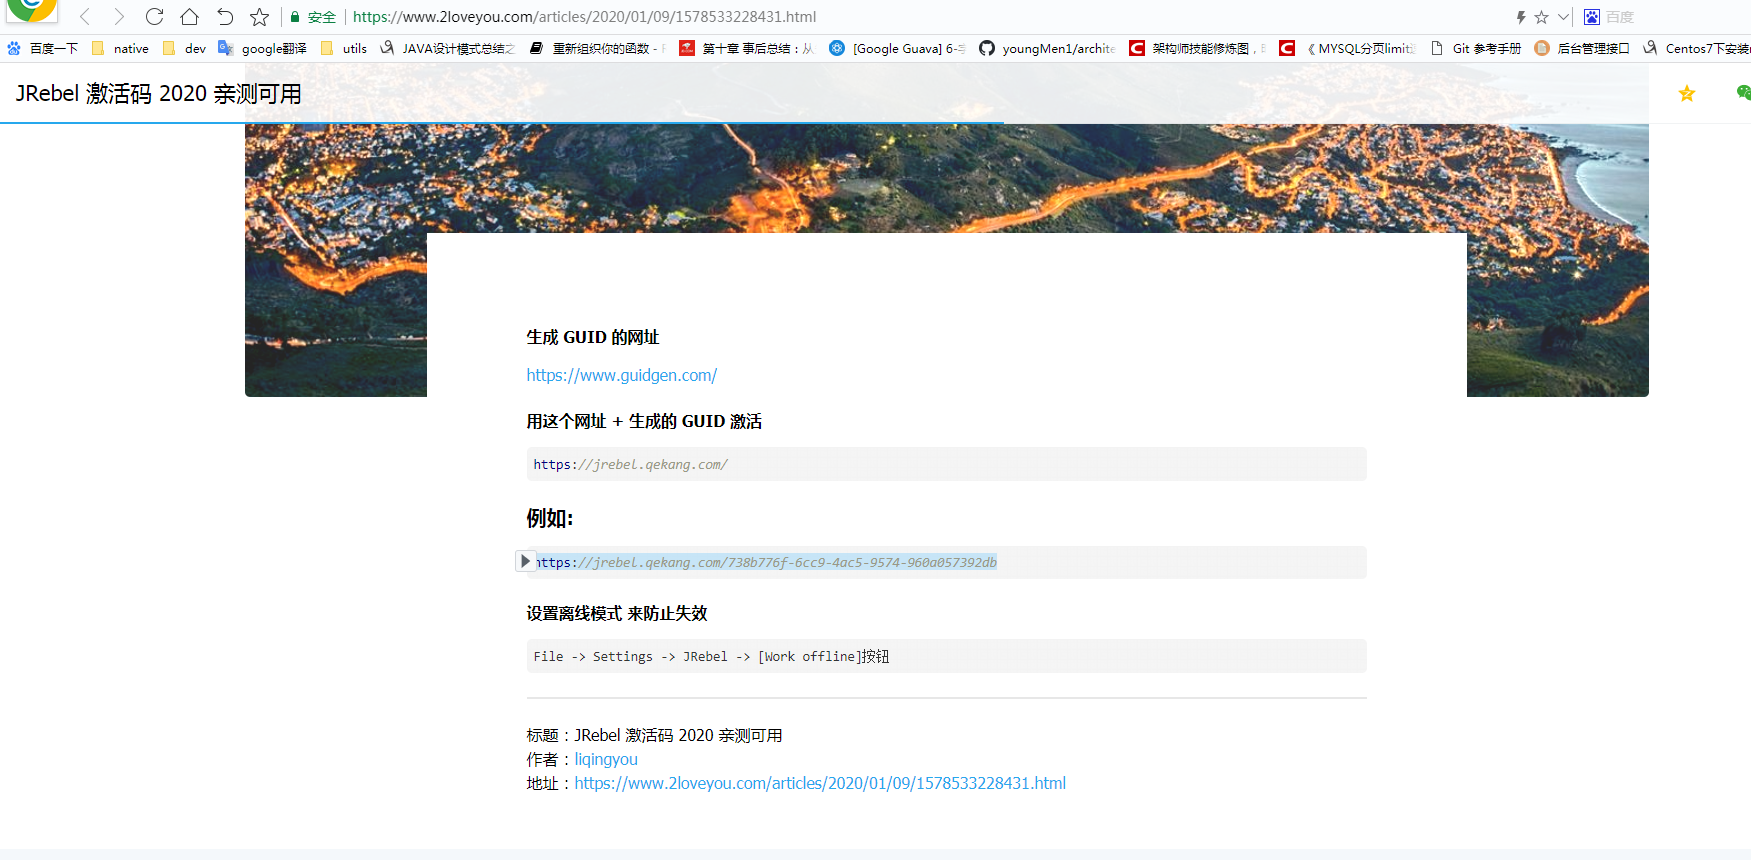 安全 https://www.2loveyou.com/articles/2020/01/09/1578533228431.html 百度
百度一下 native dev google翻译 utils JAVA设计模式总结之 重新组织你的函数 - 第十章 事后总结：从 [Google Guava] 6- youngMen1/archite 架构师技能修炼图, 《MYSQL分页limit Git 参考手册 后台管理接口 Centos7下安装
JRebel 激活码 2020 亲测可用
生成 GUID 的网址
https://www.guidgen.com/
用这个网址 + 生成的 GUID 激活
https://jrebel.qekang.com/
例如:
https://jrebel.qekang.com/738b776f-6cc9-4ac5-9574-960a057392db
设置离线模式 来防止失效
File -> Settings -> JRebel -> [Work offline]按钮
标题：JRebel 激活码 2020 亲测可用
作者：liqingyou
地址：https://www.2loveyou.com/articles/2020/01/09/1578533228431.html